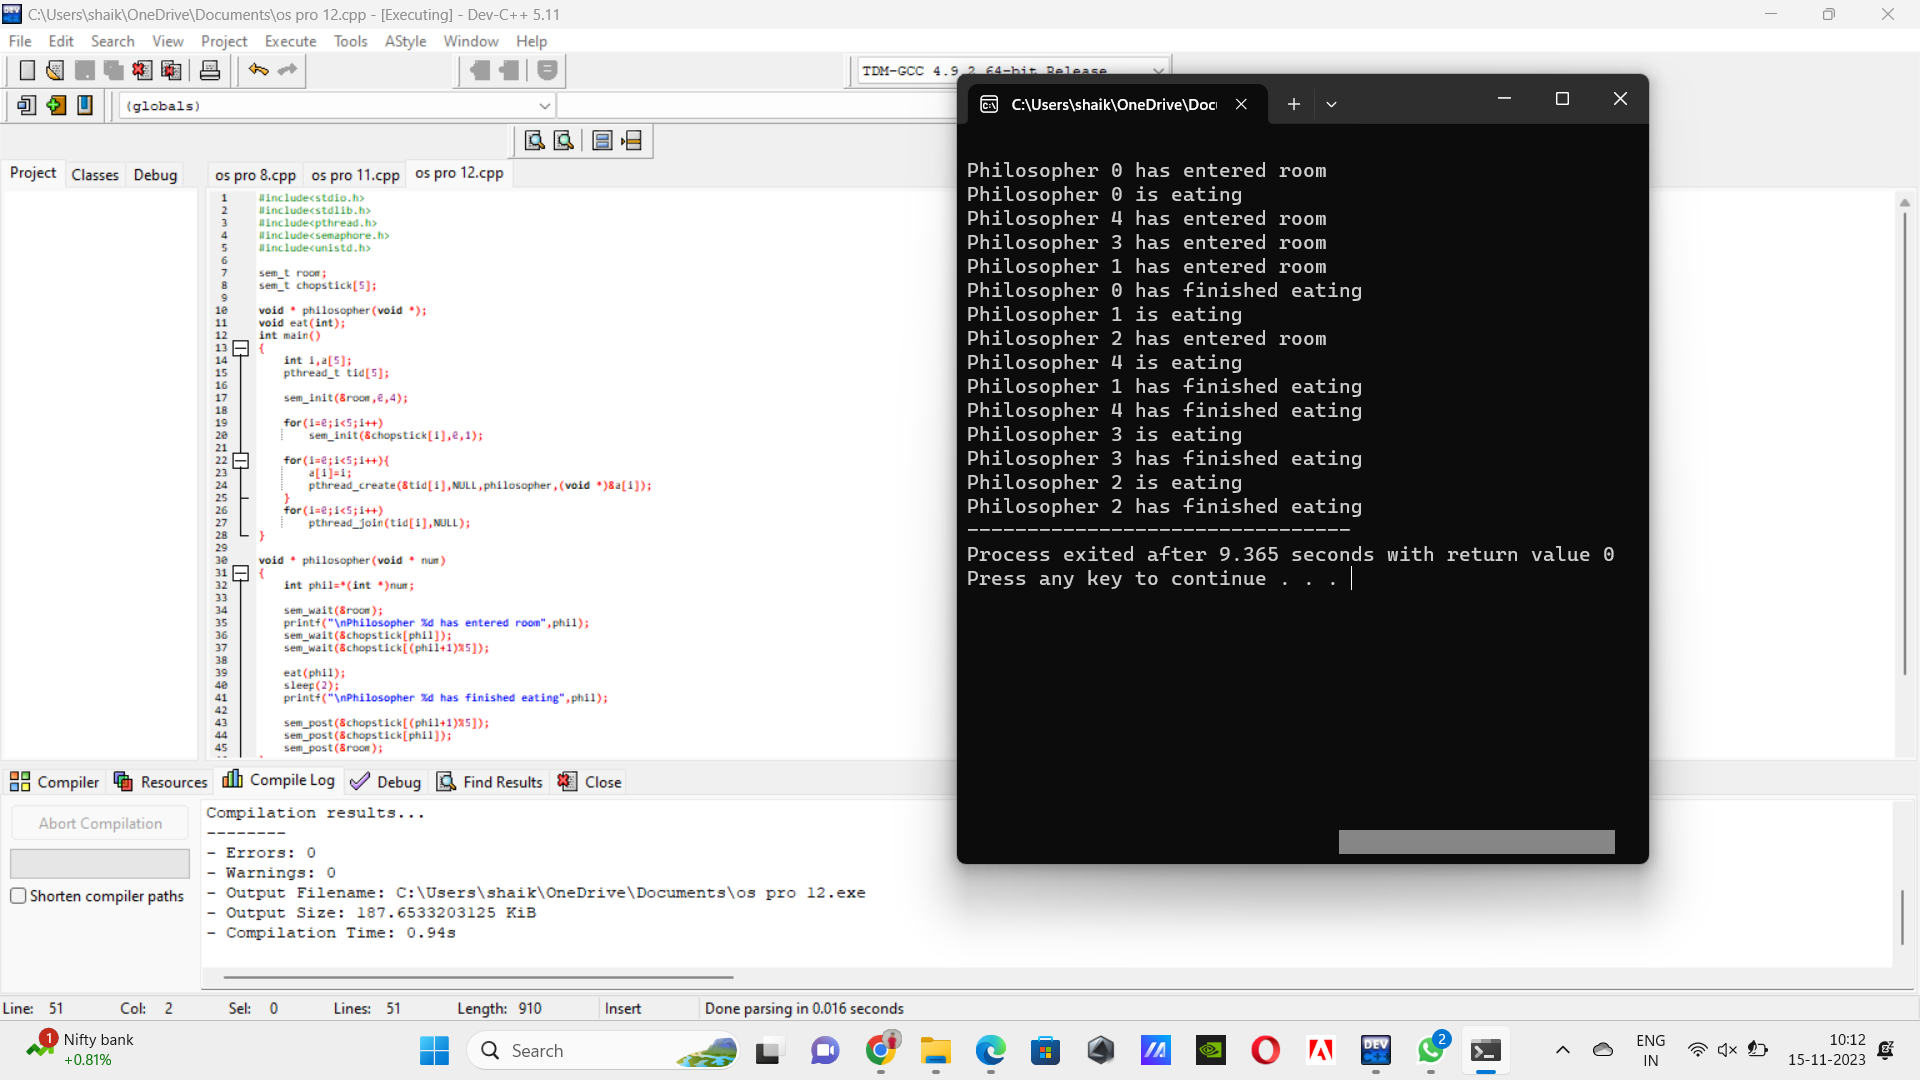 C:\Users\shaik\OneDrive\Documents\os pro 12.cpp - [Executing] - Dev-C++ 5.11
File Edit Search View Project Execute Tools AStyle Window Help
TDM-GCC 4.9.2 64-bit Release
(globals)
Project Classes Debug
os pro 8.cpp os pro 11.cpp os pro 12.cpp
1 #include<stdio.h>
2 #include<stdlib.h>
3 #include<pthread.h>
4 #include<semaphore.h>
5 #include<unistd.h>
6
7 sem_t room;
8 sem_t chopstick[5];
9
10 void * philosopher(void *);
11 void eat(int);
12 int main()
13 {
14 int i,a[5];
15 pthread_t tid[5];
16
17 sem_init(&room,0,4);
18
19 for(i=0;i<5;i++)
20 sem_init(&chopstick[i],0,1);
21
22 for(i=0;i<5;i++){
23 a[i]=i;
24 pthread_create(&tid[i],NULL,philosopher,(void *)&a[i]);
25 }
26 for(i=0;i<5;i++)
27 pthread_join(tid[i],NULL);
28 }
29
30 void * philosopher(void * num)
31 {
32 int phil=*(int *)num;
33
34 sem_wait(&room);
35 printf("\nPhilosopher %d has entered room",phil);
36 sem_wait(&chopstick[phil]);
37 sem_wait(&chopstick[(phil+1)%5]);
38
39 eat(phil);
40 sleep(2);
41 printf("\nPhilosopher %d has finished eating",phil);
42
43 sem_post(&chopstick[(phil+1)%5]);
44 sem_post(&chopstick[phil]);
45 sem_post(&room);
C:\Users\shaik\OneDrive\Doc
Philosopher 0 has entered room
Philosopher 0 is eating
Philosopher 4 has entered room
Philosopher 3 has entered room
Philosopher 1 has entered room
Philosopher 0 has finished eating
Philosopher 1 is eating
Philosopher 2 has entered room
Philosopher 4 is eating
Philosopher 1 has finished eating
Philosopher 4 has finished eating
Philosopher 3 is eating
Philosopher 3 has finished eating
Philosopher 2 is eating
Philosopher 2 has finished eating
--------------------------------
Process exited after 9.365 seconds with return value 0
Press any key to continue . . .
Compiler Resources Compile Log Debug Find Results Close
Abort Compilation
Shorten compiler paths
Compilation results...
--------
- Errors: 0
- Warnings: 0
- Output Filename: C:\Users\shaik\OneDrive\Documents\os pro 12.exe
- Output Size: 187.6533203125 KiB
- Compilation Time: 0.94s
Line: 51 Col: 2 Sel: 0 Lines: 51 Length: 910 Insert Done parsing in 0.016 seconds
1 Nifty bank
+0.81%
Search
DEV C++
2
ENG
IN
10:12
15-11-2023